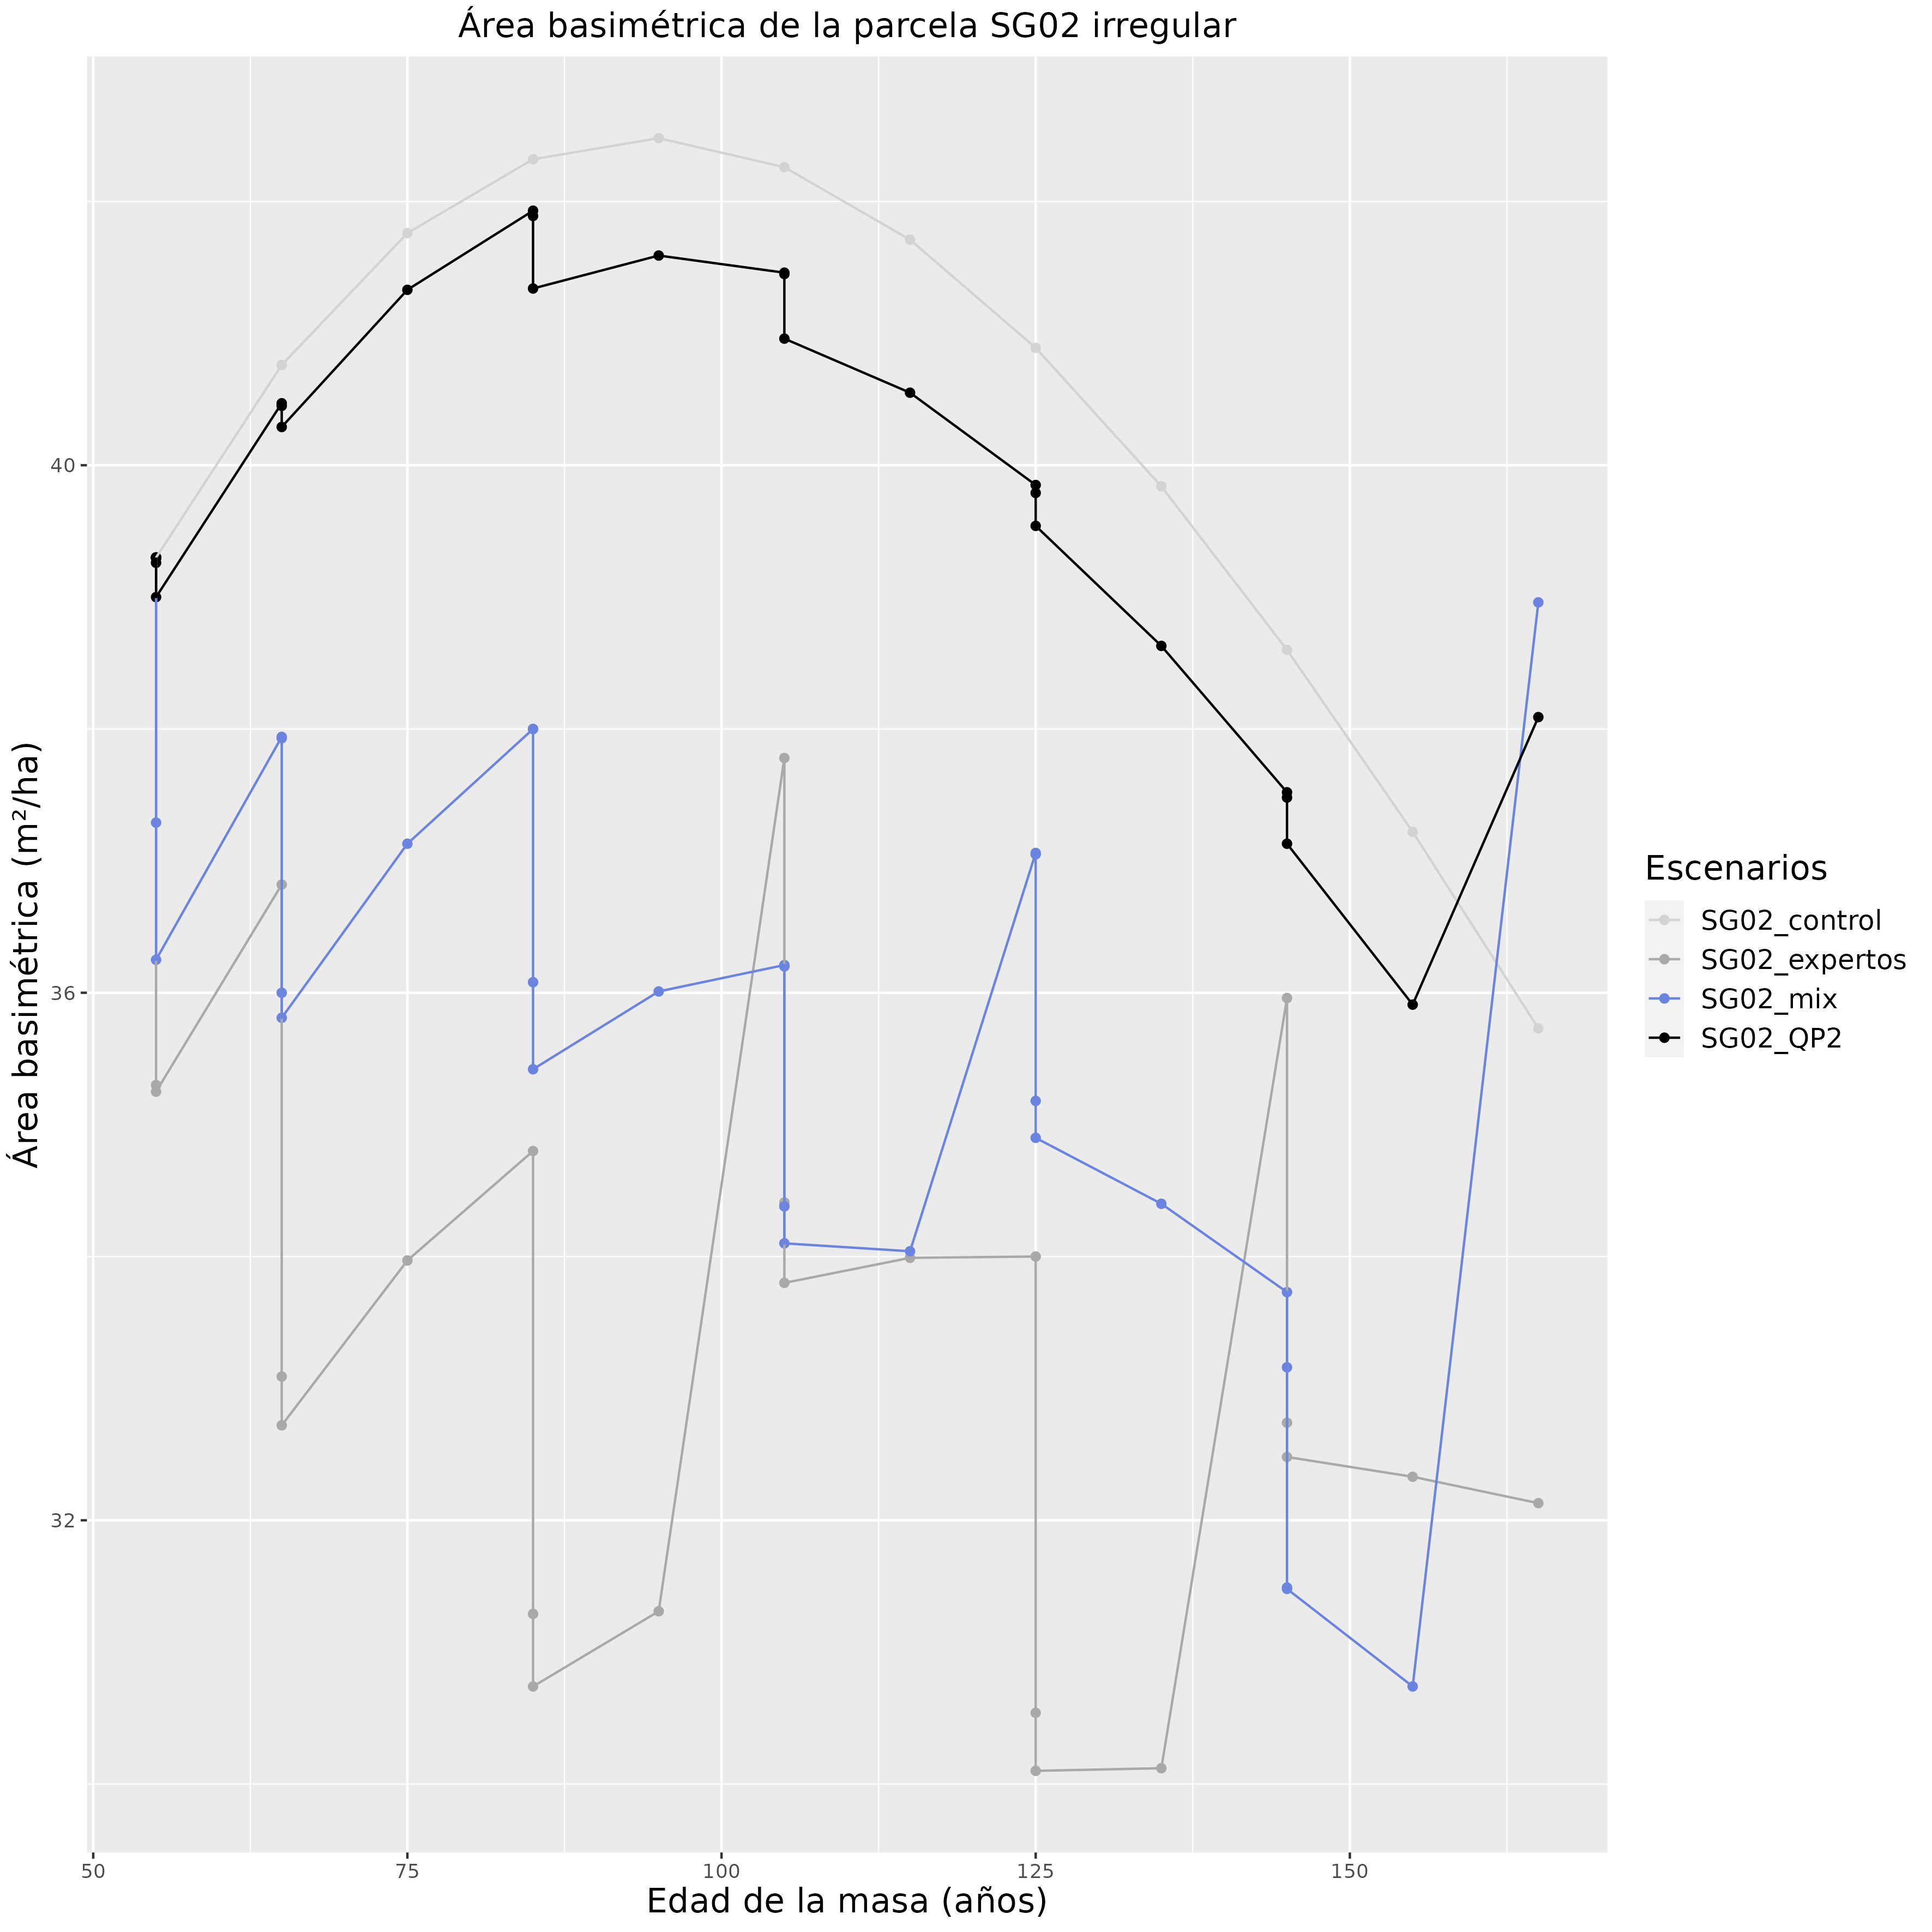 Área basimétrica de la parcela SG02 irregular
Área basimétrica (m²/ha)
40
36
32
50
75
100
125
150
Edad de la masa (años)
Escenarios
SG02_control
SG02_expertos
SG02_mix
SG02_QP2